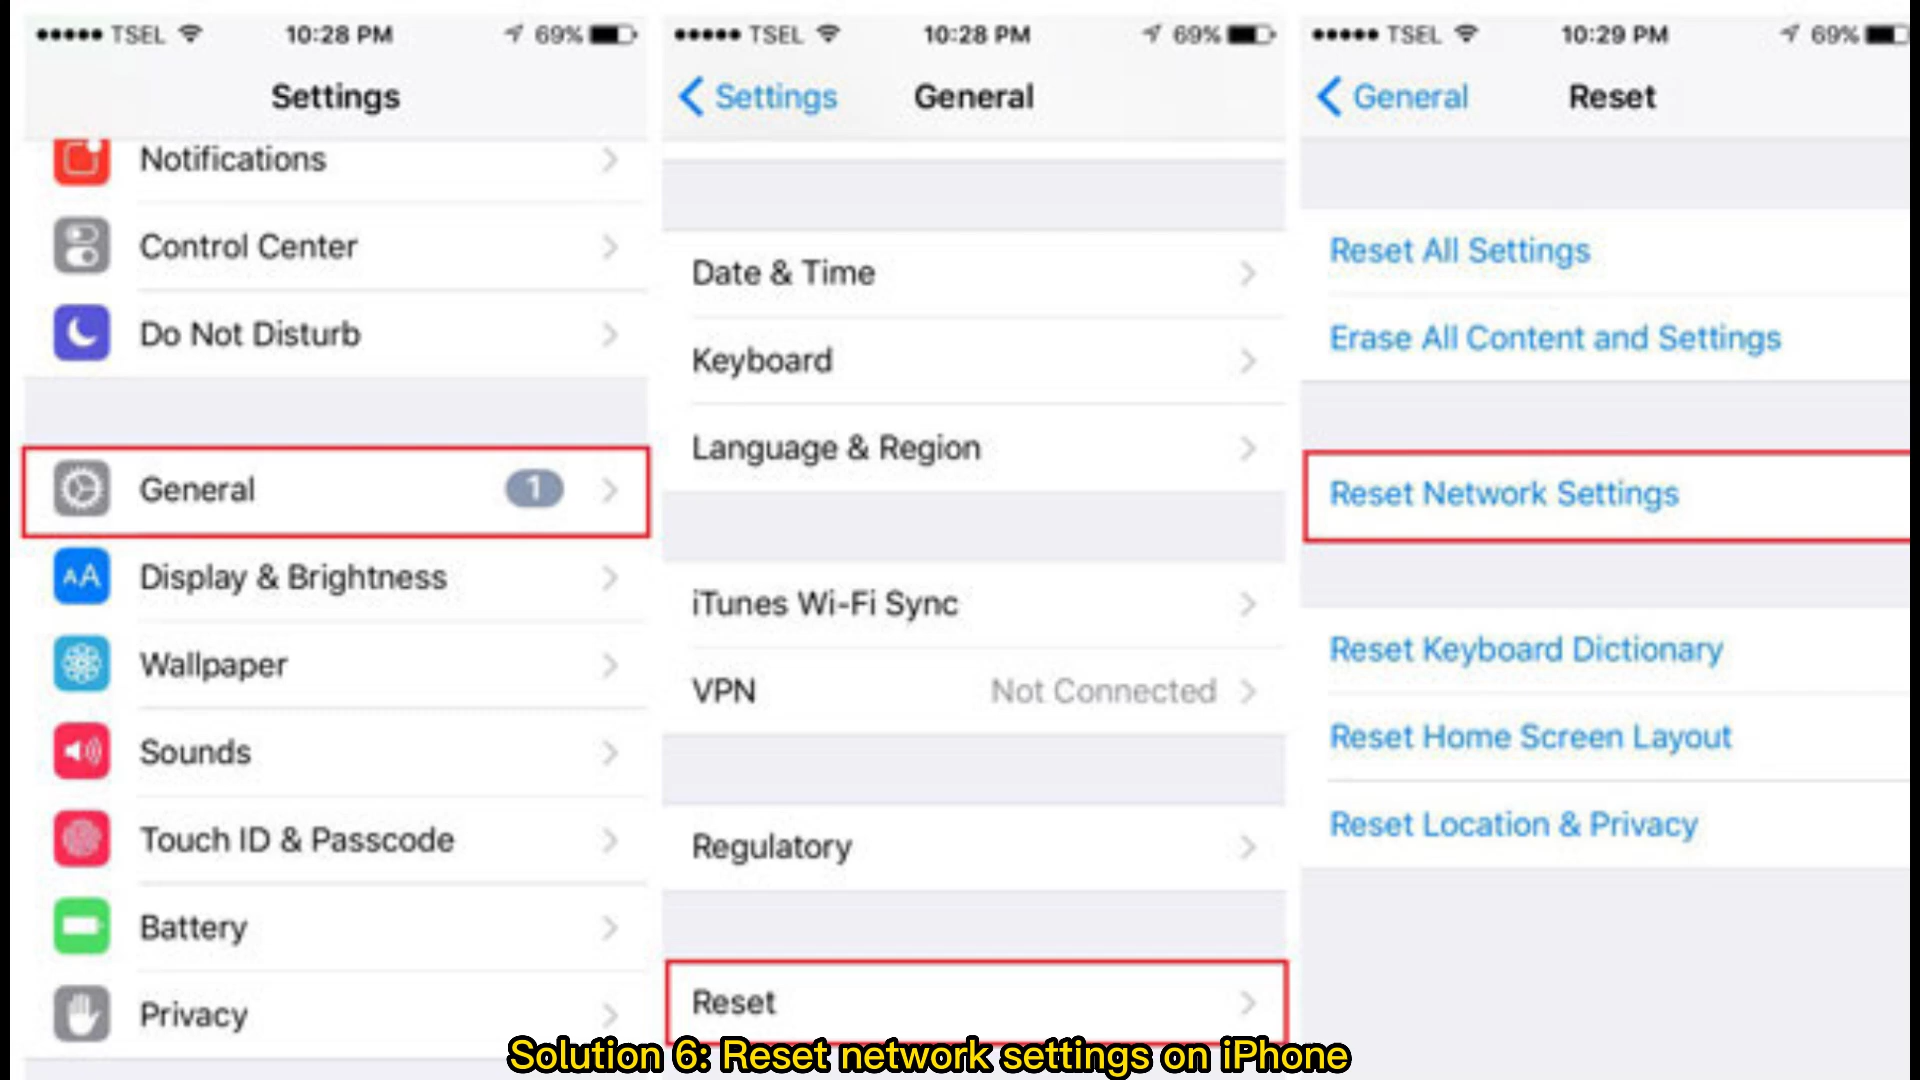 TSEL 10:28 PM 69%
Settings
Notifications
Control Center
Do Not Disturb
General 1
AA Display & Brightness
Wallpaper
Sounds
Touch ID & Passcode
Battery
Privacy
TSEL 10:28 PM 69%
Settings General
Date & Time
Keyboard
Language & Region
iTunes Wi-Fi Sync
VPN Not Connected
Regulatory
Reset
TSEL 10:29 PM 69%
General Reset
Reset All Settings
Erase All Content and Settings
Reset Network Settings
Reset Keyboard Dictionary
Reset Home Screen Layout
Reset Location & Privacy
Solution 6: Reset network settings on iPhone